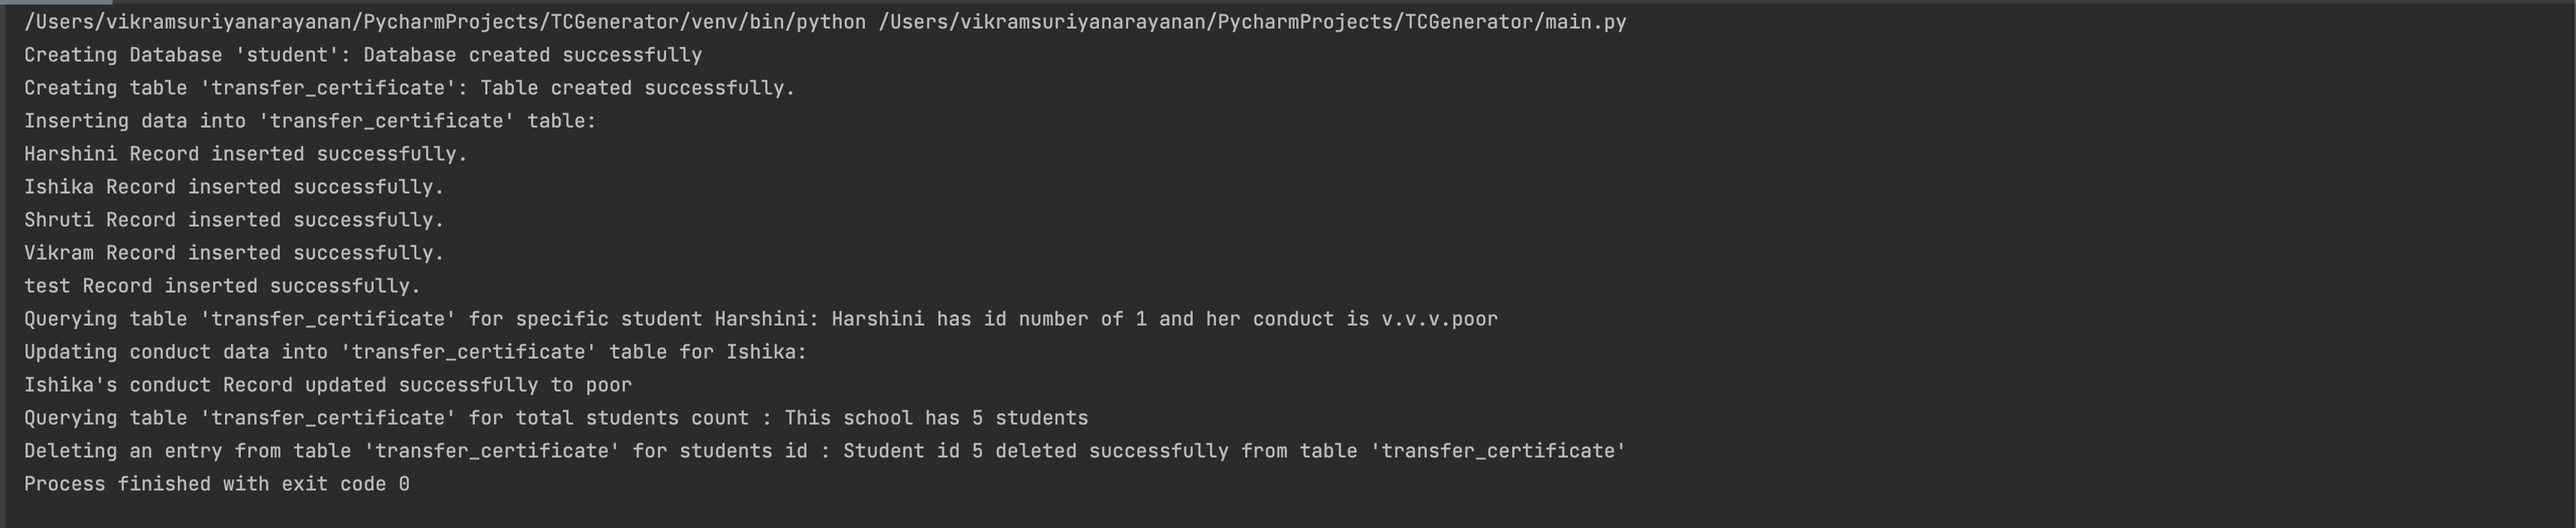 /Users/vikramsuriyanarayanan/PycharmProjects/TCGenerator/venv/bin/python /Users/vikramsuriyanarayanan/PycharmProjects/TCGenerator/main.py
Creating Database 'student': Database created successfully
Creating table 'transfer_certificate': Table created successfully.
Inserting data into 'transfer_certificate' table:
Harshini Record inserted successfully.
Ishika Record inserted successfully.
Shruti Record inserted successfully.
Vikram Record inserted successfully.
test Record inserted successfully.
Querying table 'transfer_certificate' for specific student Harshini: Harshini has id number of 1 and her conduct is v.v.v.poor
Updating conduct data into 'transfer_certificate' table for Ishika:
Ishika's conduct Record updated successfully to poor
Querying table 'transfer_certificate' for total students count : This school has 5 students
Deleting an entry from table 'transfer_certificate' for students id : Student id 5 deleted successfully from table 'transfer_certificate'
Process finished with exit code 0